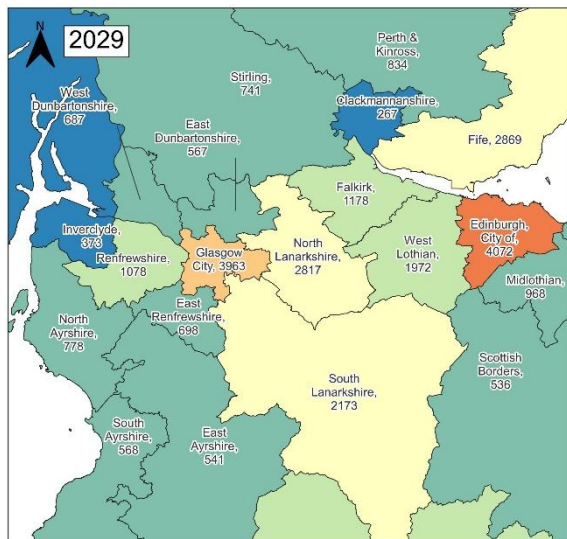 N
2029
Perth &
Kinross,
834
Stirling,
741
West
Dunbartonshire,
687
Clackmannanshire,
267
East
Dunbartonshire,
567
Fife, 2869
Falkirk,
1178
Inverclyde,
373
Renfrewshire,
1078
Glasgow
City, 3963
North
Lanarkshire,
2817
West
Lothian,
1972
Edinburgh,
City of,
4072
Midlothian,
968
East
Renfrewshire,
698
North
Ayrshire,
778
Scottish
Borders,
536
South
Lanarkshire,
2173
South
Ayrshire,
568
East
Ayrshire,
541